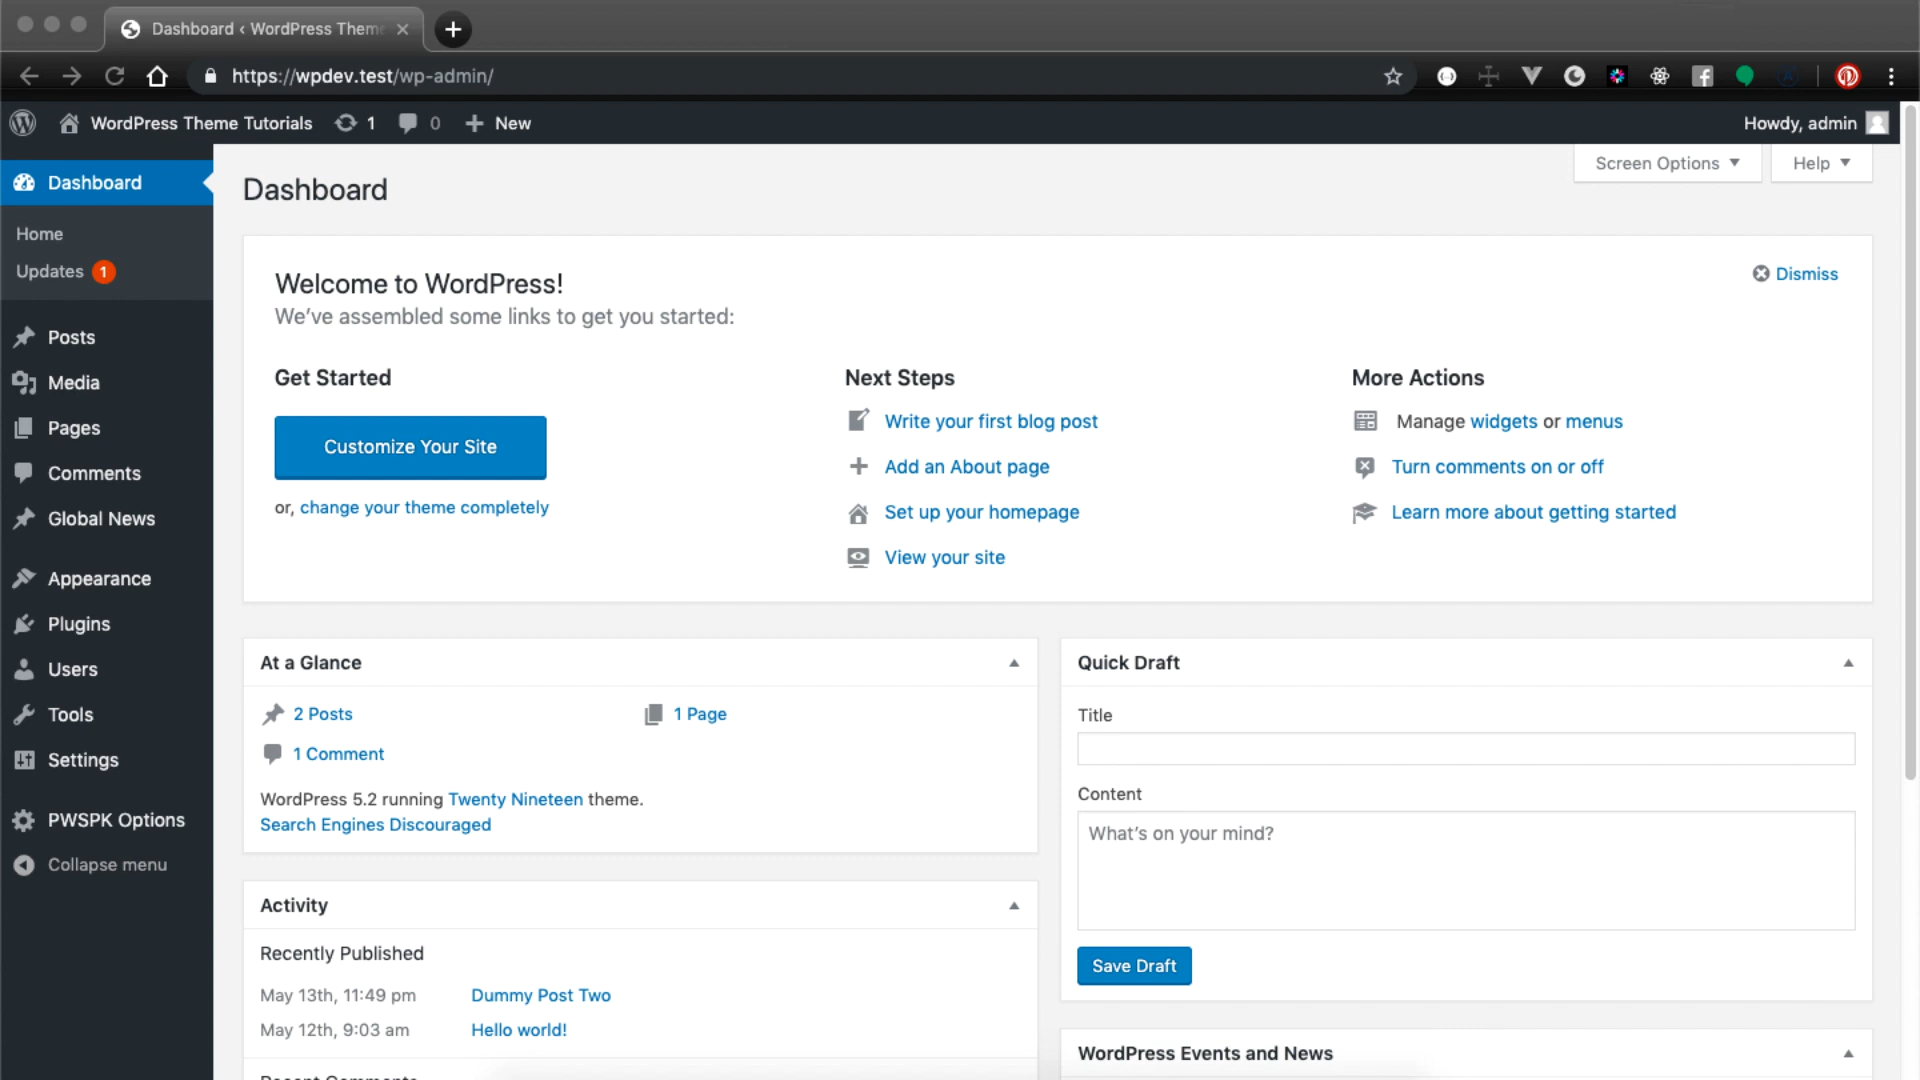 Dashboard ‹ WordPress Them
https://wpdev.test/wp-admin/
WordPress Theme Tutorials 1 0 New
Howdy, admin
Dashboard
Home
Updates 1
Posts
Media
Pages
Comments
Global News
Appearance
Plugins
Users
Tools
Settings
PWSPK Options
Collapse menu
Screen Options
Help
Dashboard
Welcome to WordPress!
We’ve assembled some links to get you started:
Dismiss
Get Started
Customize Your Site
or, change your theme completely
Next Steps
Write your first blog post
Add an About page
Set up your homepage
View your site
More Actions
Manage widgets or menus
Turn comments on or off
Learn more about getting started
At a Glance
2 Posts
1 Page
1 Comment
WordPress 5.2 running Twenty Nineteen theme.
Search Engines Discouraged
Activity
Recently Published
May 13th, 11:49 pm Dummy Post Two
May 12th, 9:03 am Hello world!
Recent Comments
Quick Draft
Title
Content
What’s on your mind?
Save Draft
WordPress Events and News